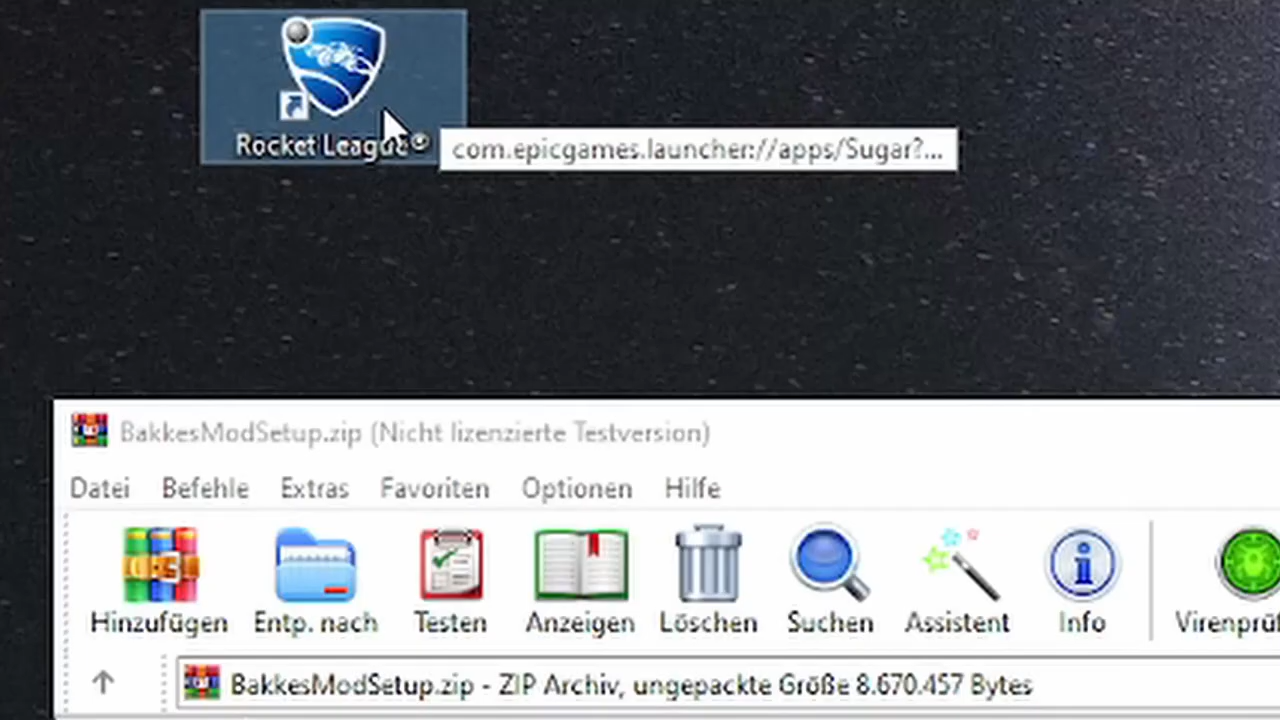 Rocket League®
com.epicgames.launcher://apps/Sugar?...
BakkesModSetup.zip (Nicht lizenzierte Testversion)
Datei Befehle Extras Favoriten Optionen Hilfe
Hinzufügen Entp. nach Testen Anzeigen Löschen Suchen Assistent Info Virenprüf
BakkesModSetup.zip - ZIP Archiv, ungepackte Größe 8.670.457 Bytes